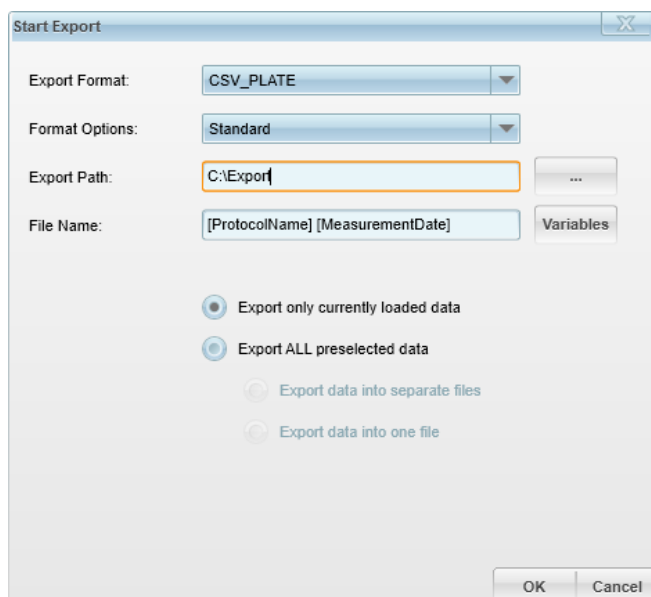 Start Export
Export Format: CSV_PLATE
Format Options: Standard
Export Path: C:\Export ...
File Name: [ProtocolName] [MeasurementDate] Variables
Export only currently loaded data
Export ALL preselected data
Export data into separate files
Export data into one file
OK Cancel